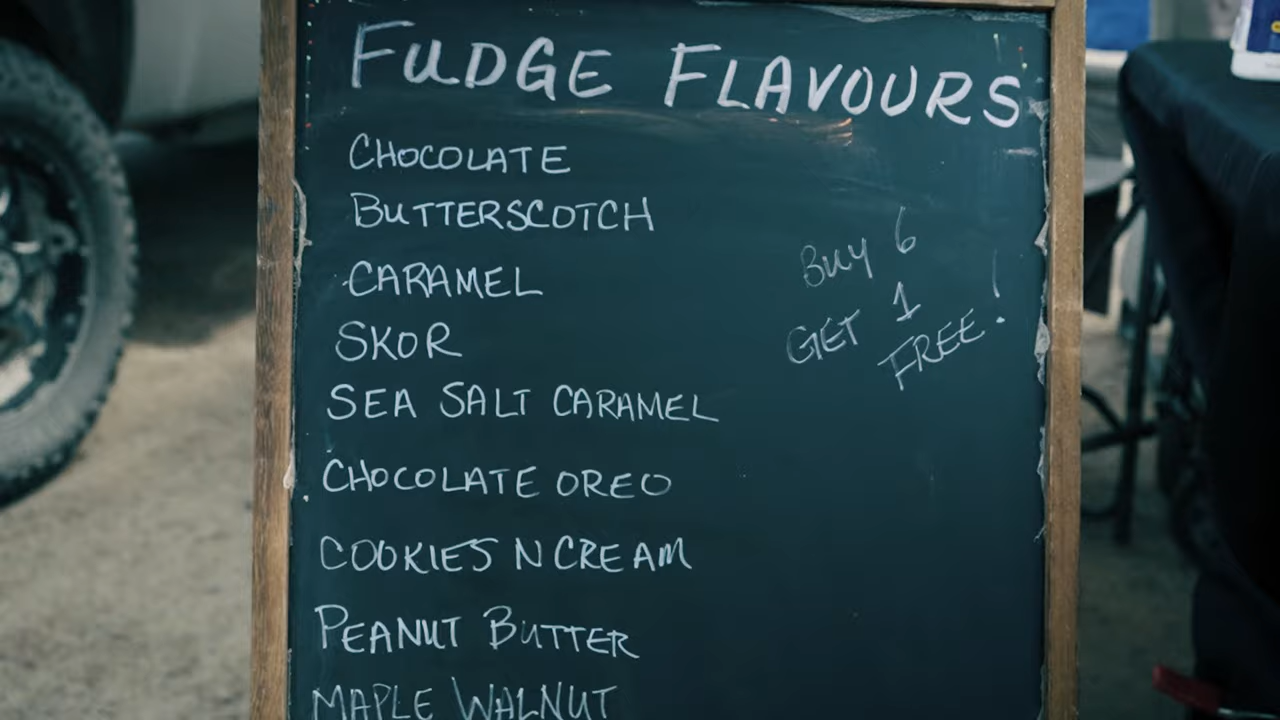 FUDGE FLAVOURS
CHOCOLATE
BUTTERSCOTCH
CARAMEL
SKOR
SEA SALT CARAMEL
CHOCOLATE OREO
COOKIES N CREAM
PEANUT BUTTER
MAPLE WALNUT
BUY 6
GET 1
FREE!